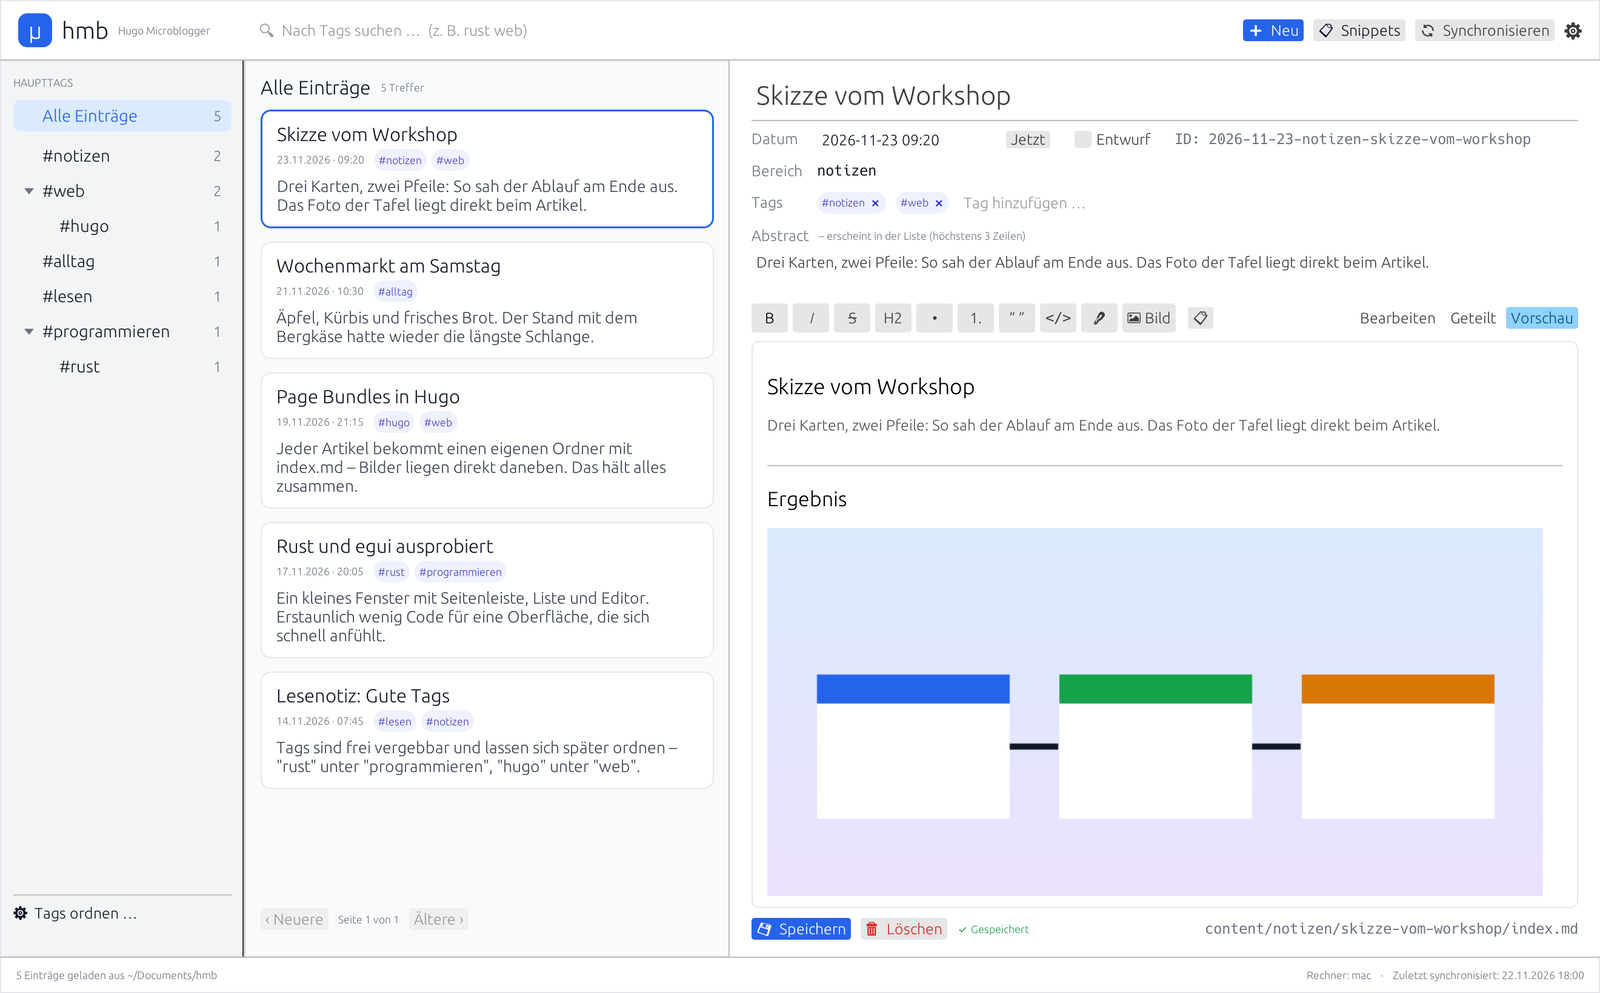 µ hmb Hugo Microblogger
Nach Tags suchen … (z. B. rust web)
+ Neu
Snippets
Synchronisieren
HAUPTTAGS
Alle Einträge 5
#notizen 2
#web 2
#hugo 1
#alltag 1
#lesen 1
#programmieren 1
#rust 1
Tags ordnen …
Alle Einträge 5 Treffer
Skizze vom Workshop
23.11.2026 · 09:20 #notizen #web
Drei Karten, zwei Pfeile: So sah der Ablauf am Ende aus.
Das Foto der Tafel liegt direkt beim Artikel.
Wochenmarkt am Samstag
21.11.2026 · 10:30 #alltag
Äpfel, Kürbis und frisches Brot. Der Stand mit dem
Bergkäse hatte wieder die längste Schlange.
Page Bundles in Hugo
19.11.2026 · 21:15 #hugo #web
Jeder Artikel bekommt einen eigenen Ordner mit
index.md – Bilder liegen direkt daneben. Das hält alles
zusammen.
Rust und egui ausprobiert
17.11.2026 · 20:05 #rust #programmieren
Ein kleines Fenster mit Seitenleiste, Liste und Editor.
Erstaunlich wenig Code für eine Oberfläche, die sich
schnell anfühlt.
Lesenotiz: Gute Tags
14.11.2026 · 07:45 #lesen #notizen
Tags sind frei vergebbar und lassen sich später ordnen –
"rust" unter "programmieren", "hugo" unter "web".
‹ Neuere Seite 1 von 1 Ältere ›
Skizze vom Workshop
Datum 2026-11-23 09:20 Jetzt Entwurf ID: 2026-11-23-notizen-skizze-vom-workshop
Bereich notizen
Tags #notizen × #web × Tag hinzufügen …
Abstract – erscheint in der Liste (höchstens 3 Zeilen)
Drei Karten, zwei Pfeile: So sah der Ablauf am Ende aus. Das Foto der Tafel liegt direkt beim Artikel.
B I S H2 • 1. “ ” </> Bild
Bearbeiten Geteilt Vorschau
Skizze vom Workshop
Drei Karten, zwei Pfeile: So sah der Ablauf am Ende aus. Das Foto der Tafel liegt direkt beim Artikel.
Ergebnis
Speichern Löschen ✓ Gespeichert content/notizen/skizze-vom-workshop/index.md
5 Einträge geladen aus ~/Documents/hmb
Rechner: mac · Zuletzt synchronisiert: 22.11.2026 18:00